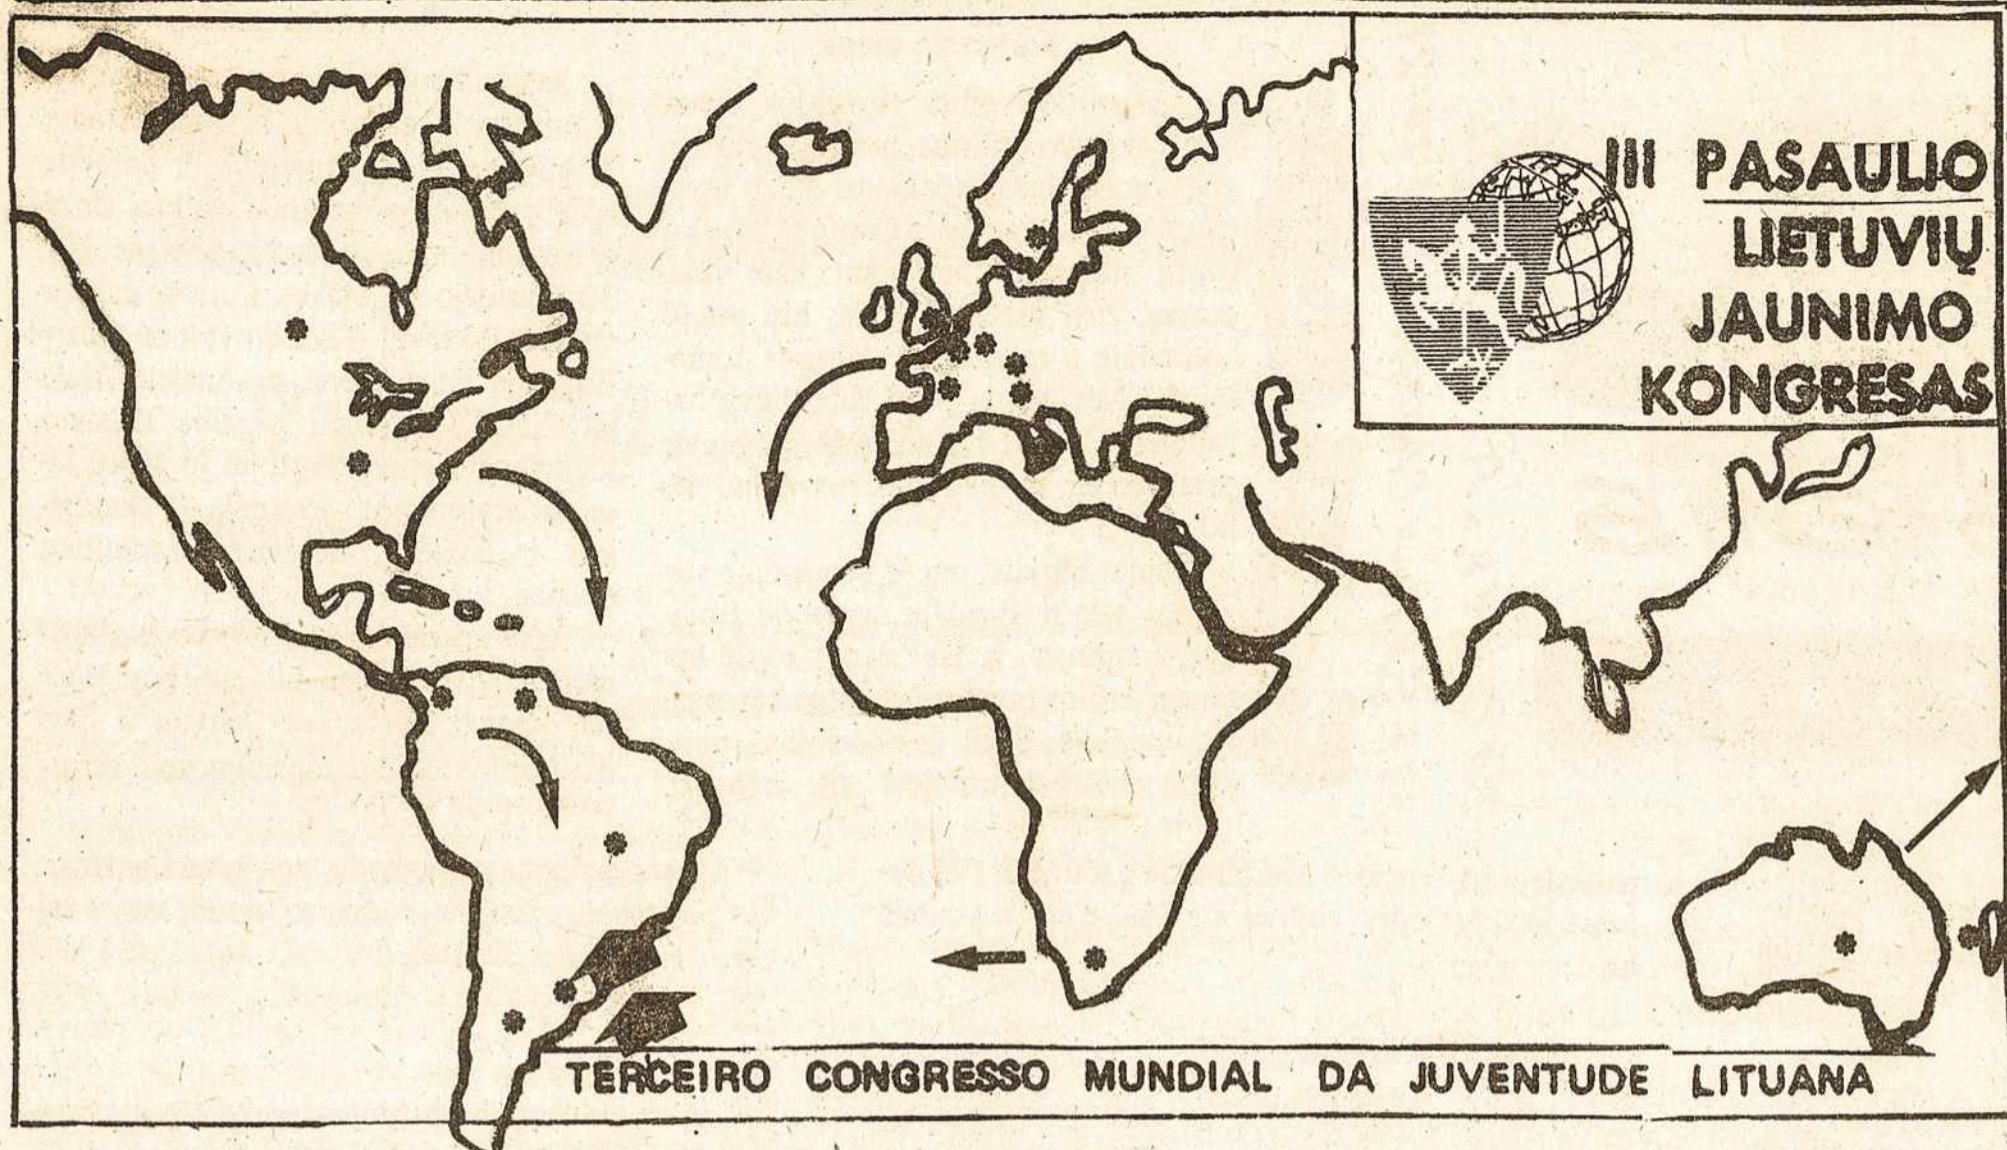 III PASAULIO
LIETUVIŲ
JAUNIMO
KONGRESAS
TERCEIRO CONGRESSO MUNDIAL DA JUVENTUDE LITUANA